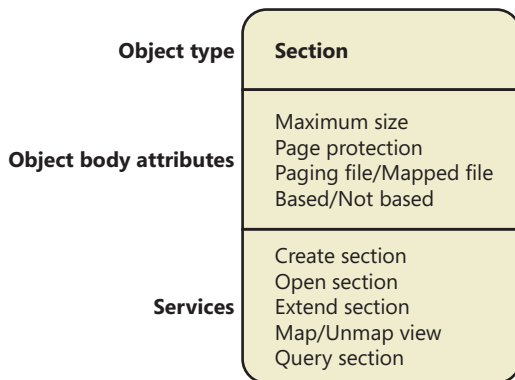 Object type Section
Object body attributes
Maximum size
Page protection
Paging file/Mapped file
Based/Not based
Services
Create section
Open section
Extend section
Map/Unmap view
Query section